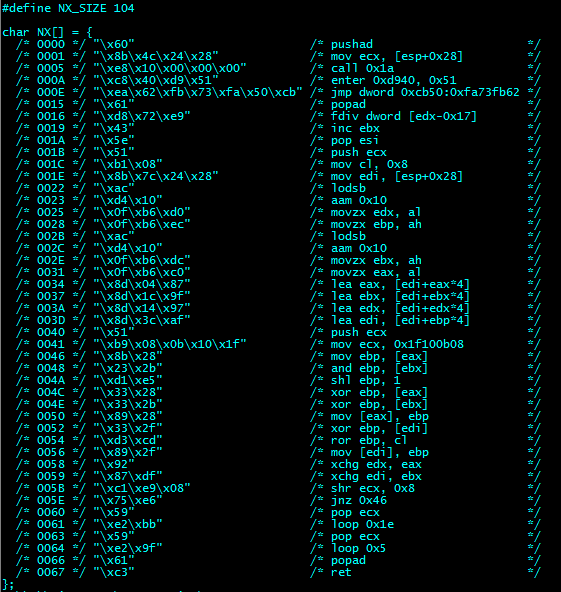 #define NX_SIZE 104
char NX[] = {
/* 0000 */ "\x60" /* pushad */
/* 0001 */ "\x8b\x4c\x24\x28" /* mov ecx, [esp+0x28] */
/* 0005 */ "\xe8\x10\x00\x00\x00" /* call 0x1a */
/* 000A */ "\xc8\x40\xd9\x51" /* enter 0xd940, 0x51 */
/* 000E */ "\xea\x62\xfb\x73\xfa\x50\xcb" /* jmp dword 0xcb50:0xfa73fb62 */
/* 0015 */ "\x61" /* popad */
/* 0016 */ "\xd8\x72\xe9" /* fdiv dword [edx-0x17] */
/* 0019 */ "\x43" /* inc ebx */
/* 001A */ "\x5e" /* pop esi */
/* 001B */ "\x51" /* push ecx */
/* 001C */ "\xb1\x08" /* mov cl, 0x8 */
/* 001E */ "\x8b\x7c\x24\x28" /* mov edi, [esp+0x28] */
/* 0022 */ "\xac" /* lodsb */
/* 0023 */ "\xd4\x10" /* aam 0x10 */
/* 0025 */ "\x0f\xb6\xd0" /* movzx edx, al */
/* 0028 */ "\x0f\xb6\xec" /* movzx ebp, ah */
/* 002B */ "\xac" /* lodsb */
/* 002C */ "\xd4\x10" /* aam 0x10 */
/* 002E */ "\x0f\xb6\xdc" /* movzx ebx, ah */
/* 0031 */ "\x0f\xb6\xc0" /* movzx eax, al */
/* 0034 */ "\x8d\x04\x87" /* lea eax, [edi+eax*4] */
/* 0037 */ "\x8d\x1c\x9f" /* lea ebx, [edi+ebx*4] */
/* 003A */ "\x8d\x14\x97" /* lea edx, [edi+edx*4] */
/* 003D */ "\x8d\x3c\xaf" /* lea edi, [edi+ebp*4] */
/* 0040 */ "\x51" /* push ecx */
/* 0041 */ "\xb9\x08\x0b\x10\x1f" /* mov ecx, 0x1f100b08 */
/* 0046 */ "\x8b\x28" /* mov ebp, [eax] */
/* 0048 */ "\x23\x2b" /* and ebp, [ebx] */
/* 004A */ "\xd1\xe5" /* shl ebp, 1 */
/* 004C */ "\x33\x28" /* xor ebp, [eax] */
/* 004E */ "\x33\x2b" /* xor ebp, [ebx] */
/* 0050 */ "\x89\x28" /* mov [eax], ebp */
/* 0052 */ "\x33\x2f" /* xor ebp, [edi] */
/* 0054 */ "\xd3\xcd" /* ror ebp, cl */
/* 0056 */ "\x89\x2f" /* mov [edi], ebp */
/* 0058 */ "\x92" /* xchg edx, eax */
/* 0059 */ "\x87\xdf" /* xchg edi, ebx */
/* 005B */ "\xc1\xe9\x08" /* shr ecx, 0x8 */
/* 005E */ "\x75\xe6" /* jnz 0x46 */
/* 0060 */ "\x59" /* pop ecx */
/* 0061 */ "\xe2\xbb" /* loop 0x1e */
/* 0063 */ "\x59" /* pop ecx */
/* 0064 */ "\xe2\x9f" /* loop 0x5 */
/* 0066 */ "\x61" /* popad */
/* 0067 */ "\xc3" /* ret */
};